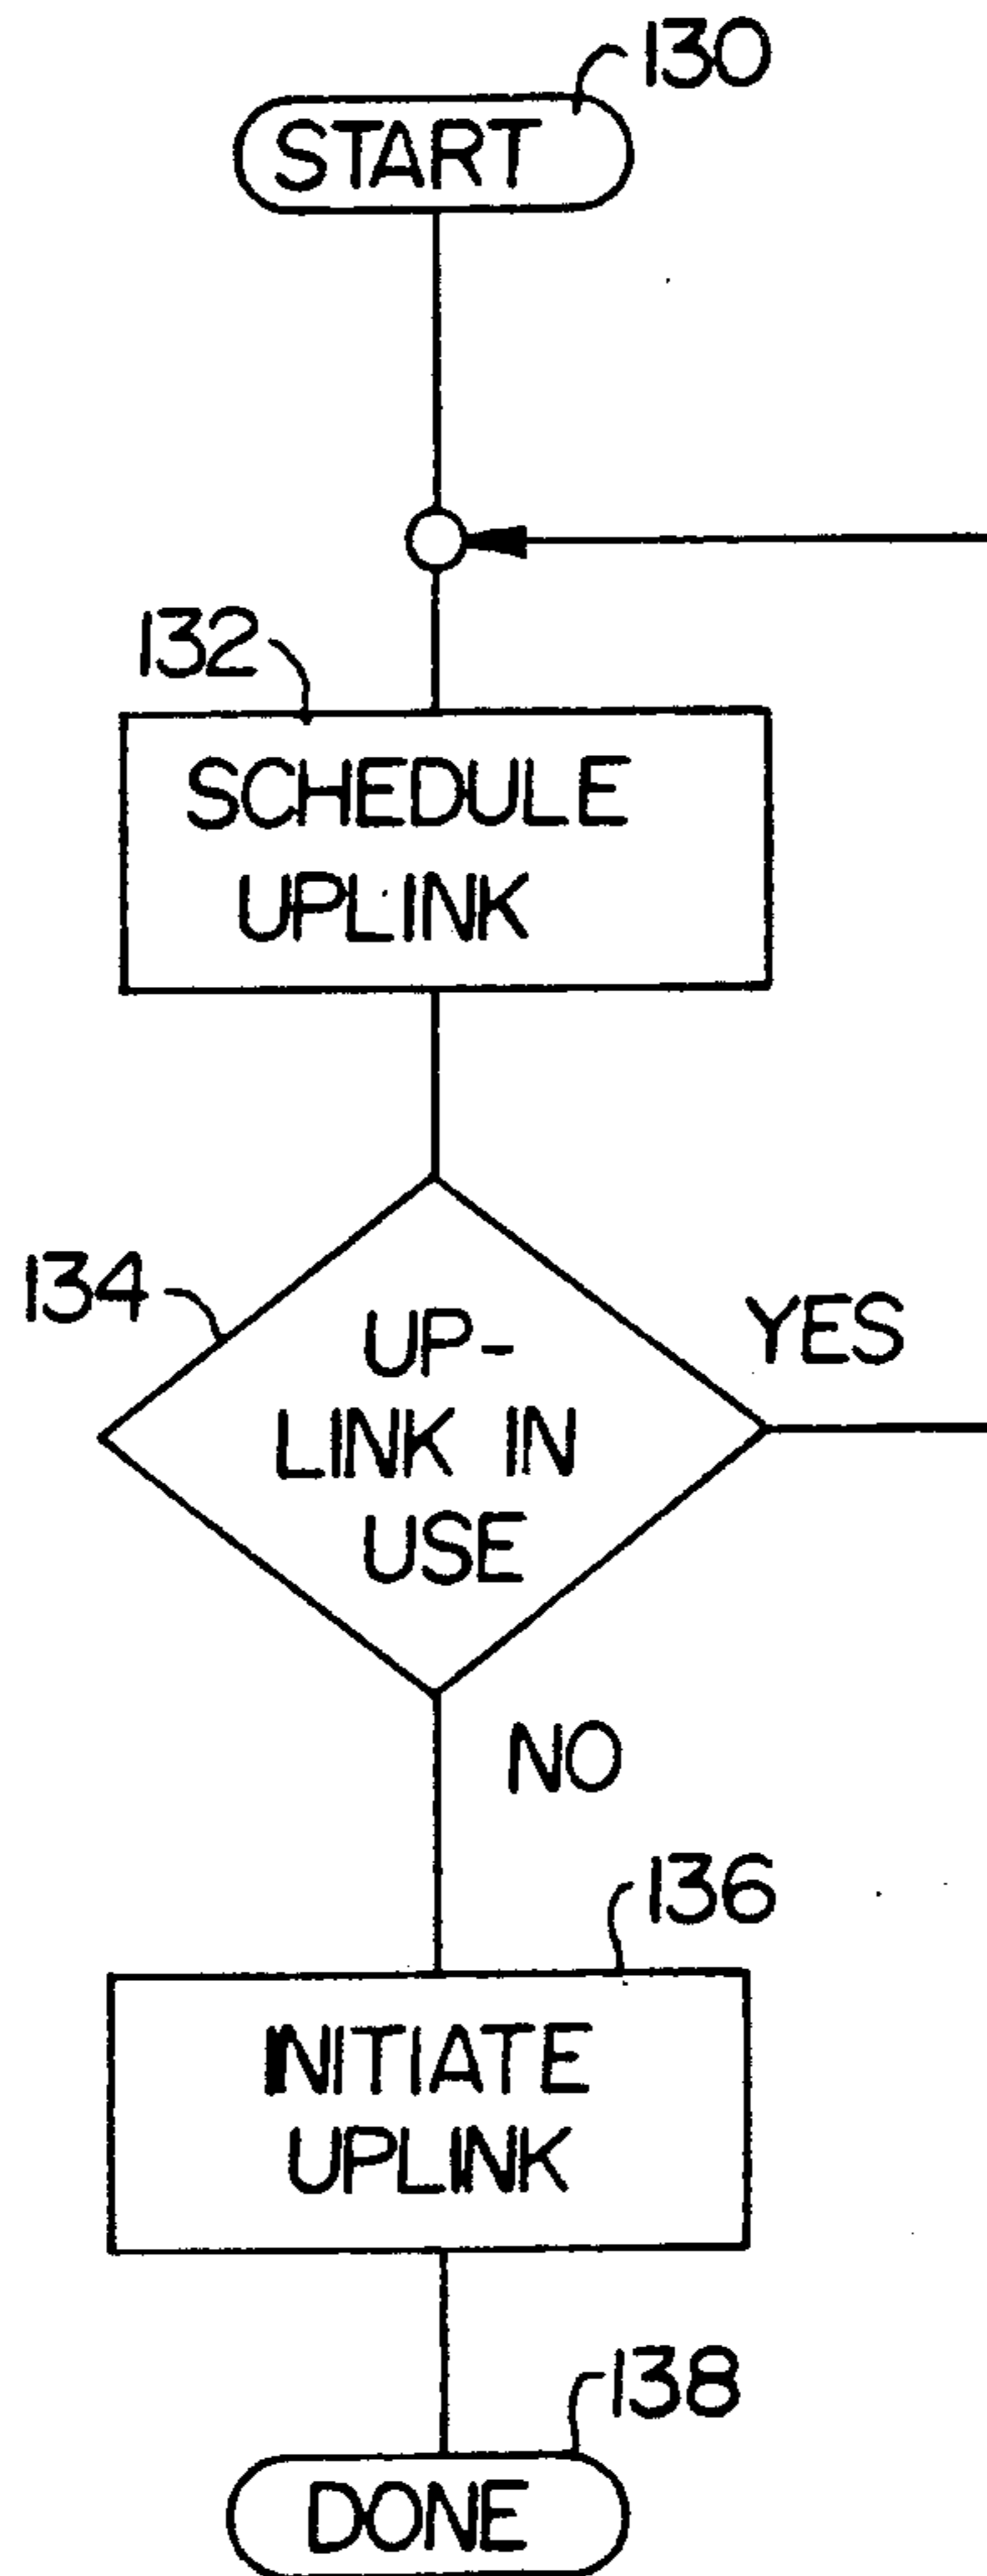 130
START
132
SCHEDULE
UPLINK
134
UP-
LINK IN
USE
YES
NO
136
INITIATE
UPLINK
138
DONE